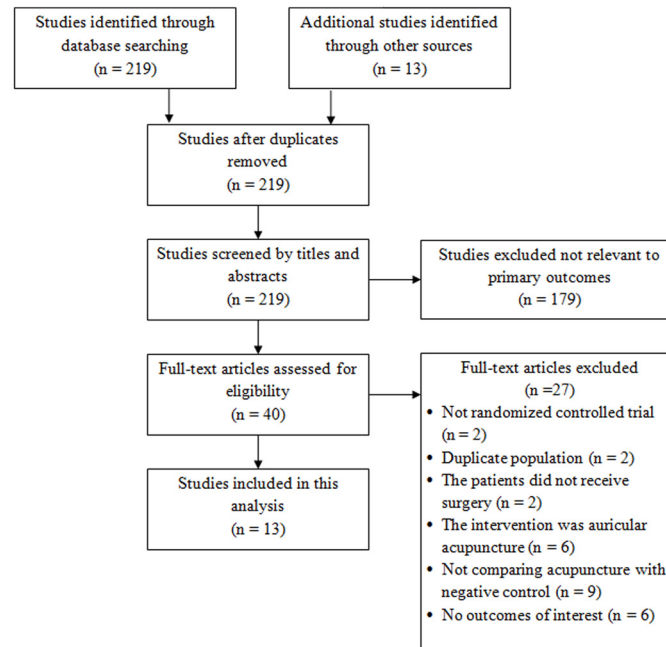 Studies identified through
database searching
(n = 219)
Additional studies identified
through other sources
(n = 13)
Studies after duplicates
removed
(n = 219)
Studies screened by titles and
abstracts
(n = 219)
Studies excluded not relevant to
primary outcomes
(n = 179)
Full-text articles assessed for
eligibility
(n = 40)
Full-text articles excluded
(n =27)
• Not randomized controlled trial
(n = 2)
• Duplicate population (n = 2)
• The patients did not receive
surgery (n = 2)
• The intervention was auricular
acupuncture (n = 6)
• Not comparing acupuncture with
negative control (n = 9)
• No outcomes of interest (n = 6)
Studies included in this
analysis
(n = 13)